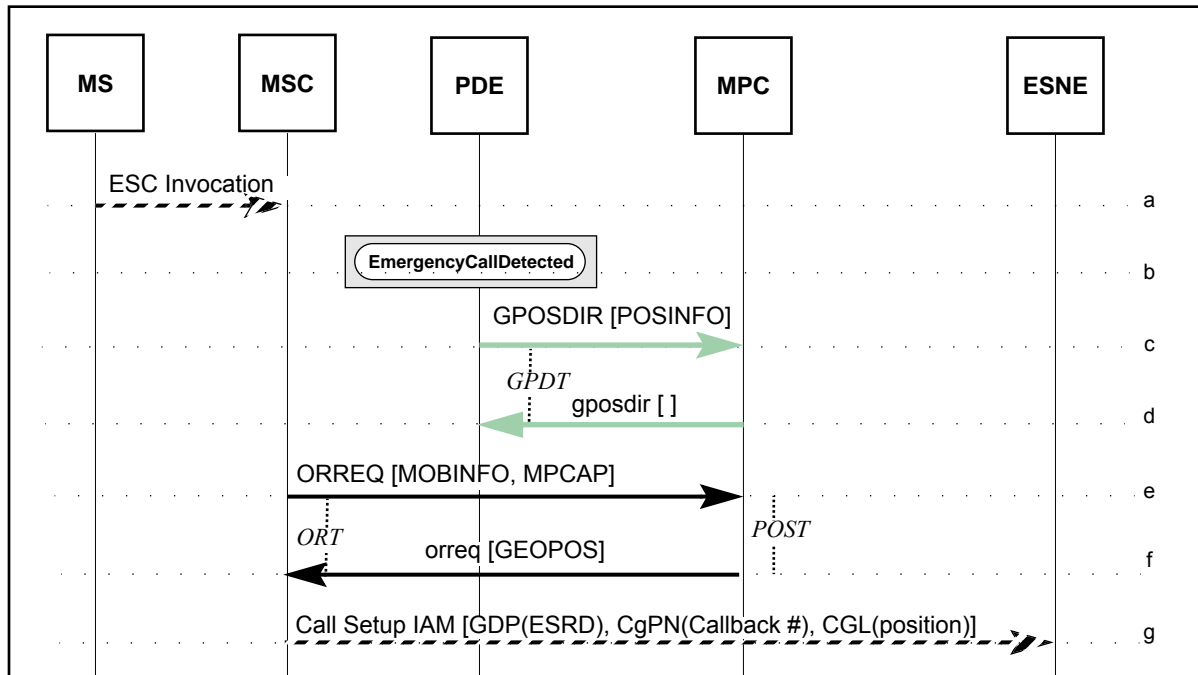 MS
MSC
PDE
MPC
ESNE
ESC Invocation
a
EmergencyCallDetected
b
GPOSDIR [POSINFO]
c
GPDT
gposdir [ ]
d
ORREQ [MOBINFO, MPCAP]
e
ORT
POST
orreq [GEOPOS]
f
Call Setup IAM [GDP(ESRD), CgPN(Callback #), CGL(position)]
g